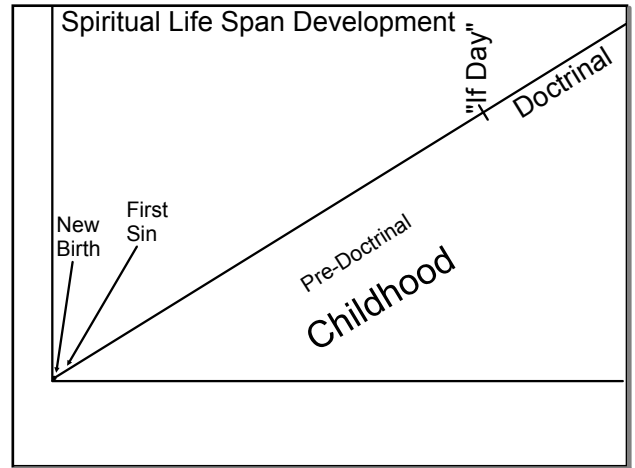 Spiritual Life Span Development
"If Day"
Doctrinal
New
Birth
First
Sin
Pre-Doctrinal
Childhood